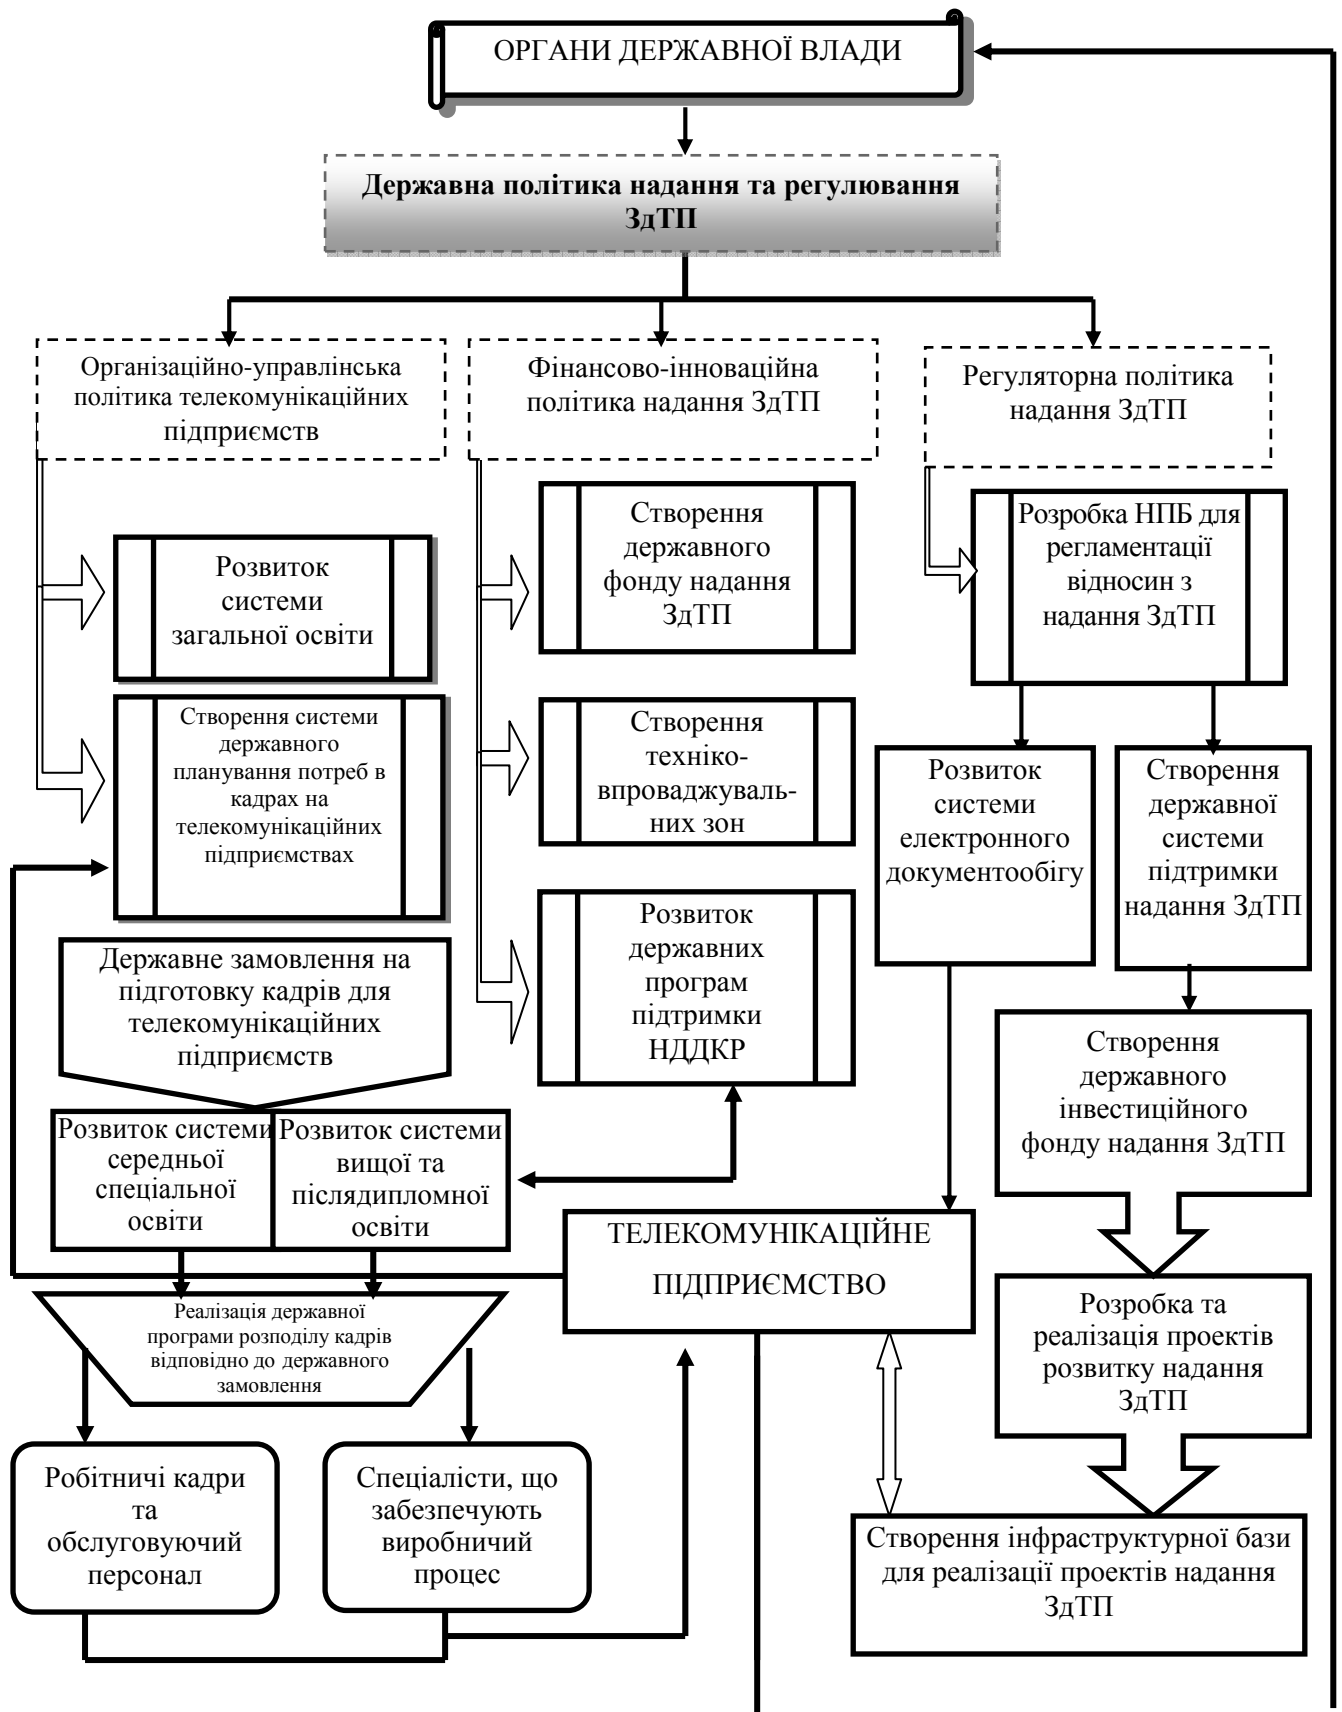 ОРГАНИ ДЕРЖАВНОЇ ВЛАДИ
Державна політика надання та регулювання
ЗдТП
Організаційно-управлінська
політика телекомунікаційних
підприємств
Фінансово-інноваційна
політика надання ЗдТП
Регуляторна політика
надання ЗдТП
Розвиток
системи
загальної освіти
Створення системи
державного
планування потреб в
кадрах на
телекомунікаційних
підприємствах
Створення
державного
фонду надання
ЗдТП
Створення
техніко-
впроваджуваль-
них зон
Розвиток
державних
програм
підтримки
НДДКР
Розробка НПБ для
регламентації
відносин з
надання ЗдТП
Розвиток
системи
електронного
документообігу
Створення
державної
системи
підтримки
надання ЗдТП
Державне замовлення на
підготовку кадрів для
телекомунікаційних
підприємств
Розвиток системи
середньої
спеціальної
освіти
Розвиток системи
вищої та
післядипломної
освіти
Створення
державного
інвестиційного
фонду надання ЗдТП
ТЕЛЕКОМУНІКАЦІЙНЕ
ПІДПРИЄМСТВО
Реалізація державної
програми розподілу кадрів
відповідно до державного
замовлення
Розробка та
реалізація проектів
розвитку надання
ЗдТП
Робітничі кадри
та
обслуговуючий
персонал
Спеціалісти, що
забезпечують
виробничий
процес
Створення інфраструктурної бази
для реалізації проектів надання
ЗдТП